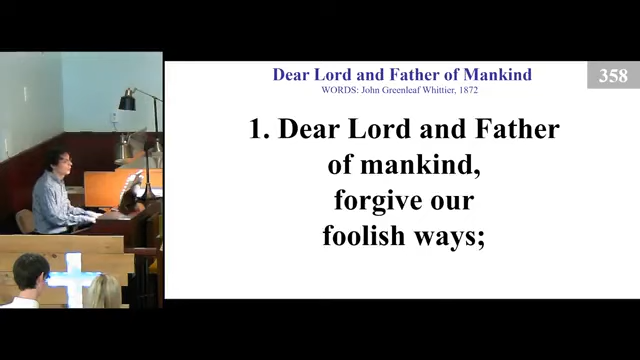 Dear Lord and Father of Mankind
358
WORDS: John Greenleaf Whittier, 1872
1. Dear Lord and Father
of mankind,
forgive our
foolish ways;